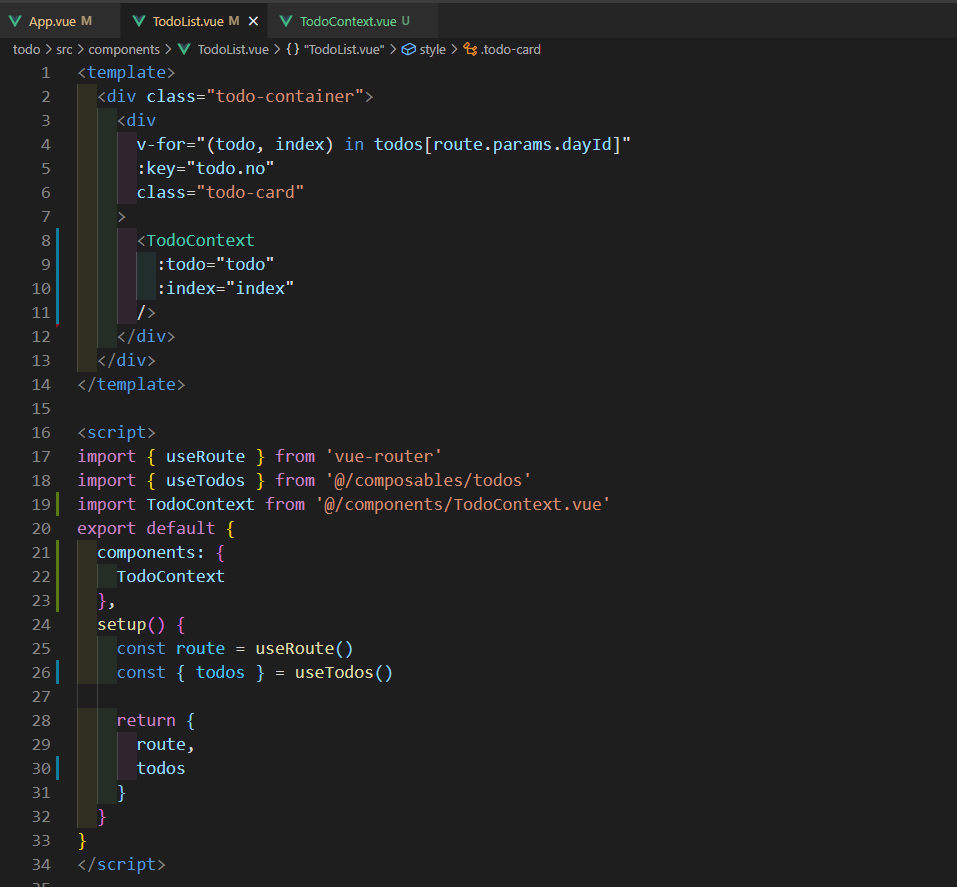 App.vue M TodoList.vue M × TodoContext.vue U
todo > src > components > TodoList.vue > {} "TodoList.vue" > style > .todo-card
1 <template>
2 <div class="todo-container">
3 <div
4 v-for="(todo, index) in todos[route.params.dayId]"
5 :key="todo.no"
6 class="todo-card"
7 >
8 <TodoContext
9 :todo="todo"
10 :index="index"
11 />
12 </div>
13 </div>
14 </template>
15
16 <script>
17 import { useRoute } from 'vue-router'
18 import { useTodos } from '@/composables/todos'
19 import TodoContext from '@/components/TodoContext.vue'
20 export default {
21 components: {
22 TodoContext
23 },
24 setup() {
25 const route = useRoute()
26 const { todos } = useTodos()
27
28 return {
29 route,
30 todos
31 }
32 }
33 }
34 </script>
35